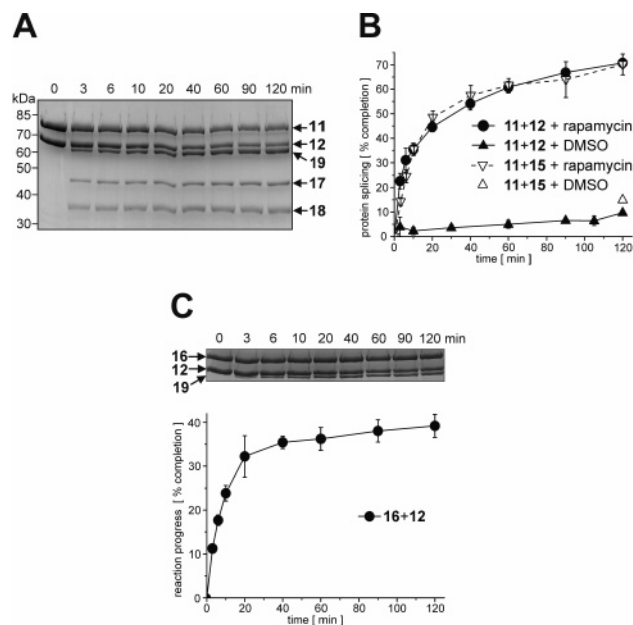 A
0 3 6 10 20 40 60 90 120 min
kDa
85
70
60
50
40
30
11
12
19
17
18
B
protein splicing [ % completion ]
70
60
50
40
30
20
10
0
11+12 + rapamycin
11+12 + DMSO
11+15 + rapamycin
11+15 + DMSO
0 20 40 60 80 100 120
time [ min ]
C
0 3 6 10 20 40 60 90 120 min
16
12
19
reaction progress [ % completion ]
40
30
20
10
0
16+12
0 20 40 60 80 100 120
time [ min ]